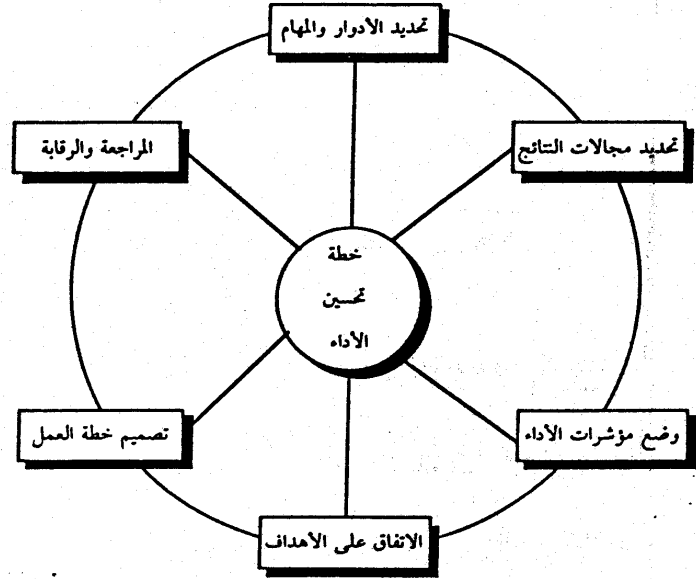 تحديد الأدوار والمهام
تحديد مجالات النتائج
المراجعة والرقابة
خطة
تحسين
الأداء
وضع مؤشرات الأداء
تصميم خطة العمل
الاتفاق على الأهداف